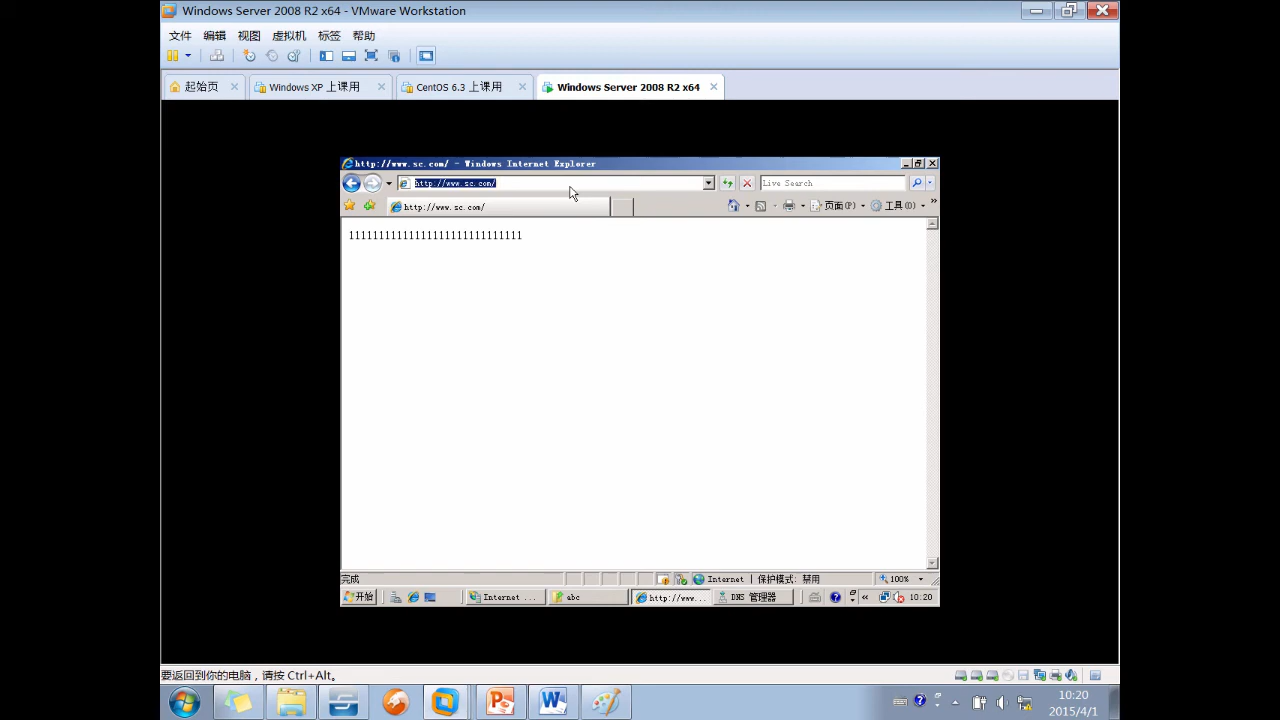 Windows Server 2008 R2 x64 - VMware Workstation
文件 编辑 视图 虚拟机 标签 帮助
起始页 Windows XP 上课用 CentOS 6.3 上课用 Windows Server 2008 R2 x64
http://www.sc.com/ - Windows Internet Explorer
http://www.sc.com/ Live Search
http://www.sc.com/ 页面(P) 工具(O) »
11111111111111111111111111111
完成 Internet | 保护模式: 禁用 100%
开始 Internet ... abc http://www... DNS 管理器 « 10:20
要返回到你的电脑，请按 Ctrl+Alt。
10:20
2015/4/1